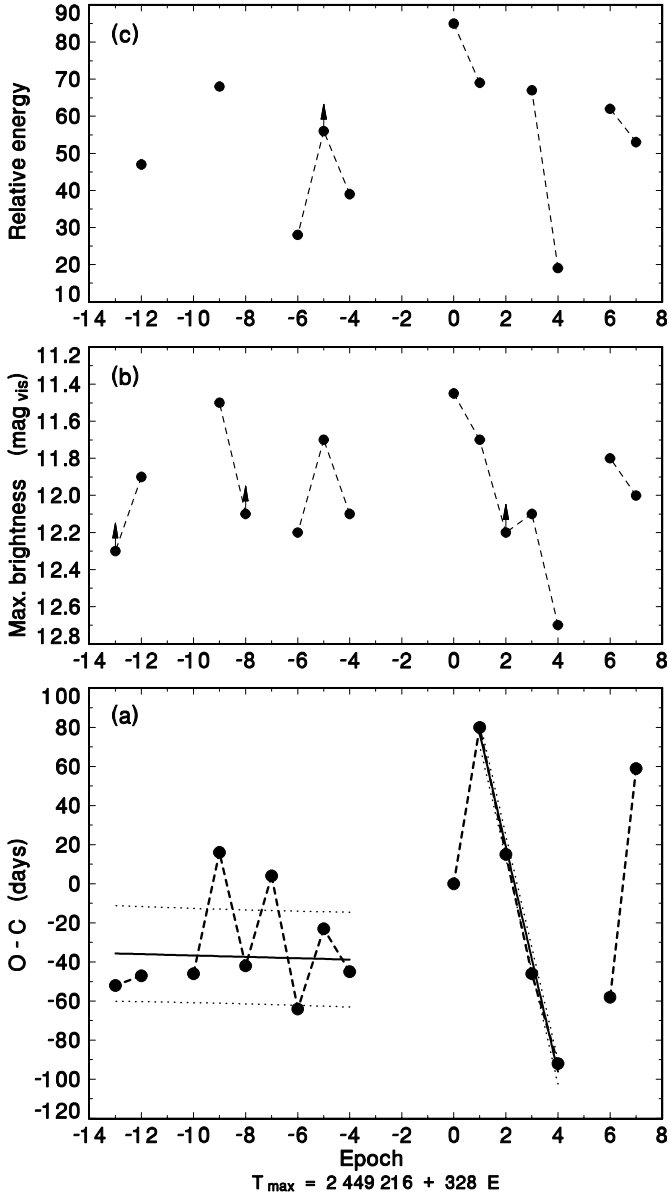 (c)
Relative energy
90
80
70
60
50
40
30
20
10
-14 -12 -10 -8 -6 -4 -2 0 2 4 6 8
(b)
Max. brightness (mag vis)
11.2
11.4
11.6
11.8
12.0
12.2
12.4
12.6
12.8
-14 -12 -10 -8 -6 -4 -2 0 2 4 6 8
(a)
O - C (days)
100
80
60
40
20
0
-20
-40
-60
-80
-100
-120
-14 -12 -10 -8 -6 -4 -2 0 2 4 6 8
Epoch
T max = 2 449 216 + 328 E